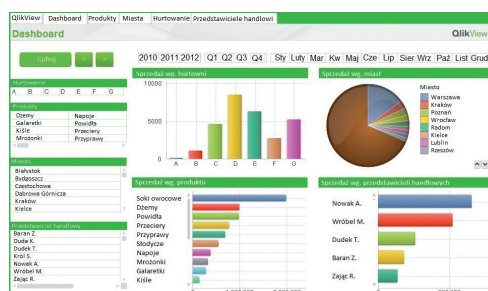 QlikView Dashboard Produkty Miasta Hurtowanie Przedstawiciele handlowi
Dashboard
QlikView
Cofnij < >
2010 2011 2012 Q1 Q2 Q3 Q4 Sty Luty Mar Kw Maj Cze Lip Sier Wrz Paź List Grud
Hurtowanie
A B C D E F G
Produkty
Dżemy Napoje
Galaretki Powidła
Kiśle Przeciery
Mrożonki Przyprawy
Miasto
Białystok
Bydgoszcz
Częstochowa
Dąbrowa Górnicza
Kraków
Kielce
Przedstawiciel handlowy
Baran Z.
Duda K.
Dudek T.
Król S.
Nowak A.
Wróbel M.
Zając R.
Sprzedaż wg. hurtowni
10000
5000
0
A B C D E F G
Sprzedaż wg. miast
Miasto
Warszawa
Kraków
Poznań
Wrocław
Radom
Kielce
Lublin
Rzeszów
Sprzedaż wg. produktu
Soki owocowe
Dżemy
Powidła
Przeciery
Przyprawy
Słodycze
Napoje
Mrożonki
Galaretki
Kiśle
Sprzedaż wg. przedstawicieli handlowych
Nowak A.
Wróbel M.
Dudek T.
Baran Z.
Zając R.